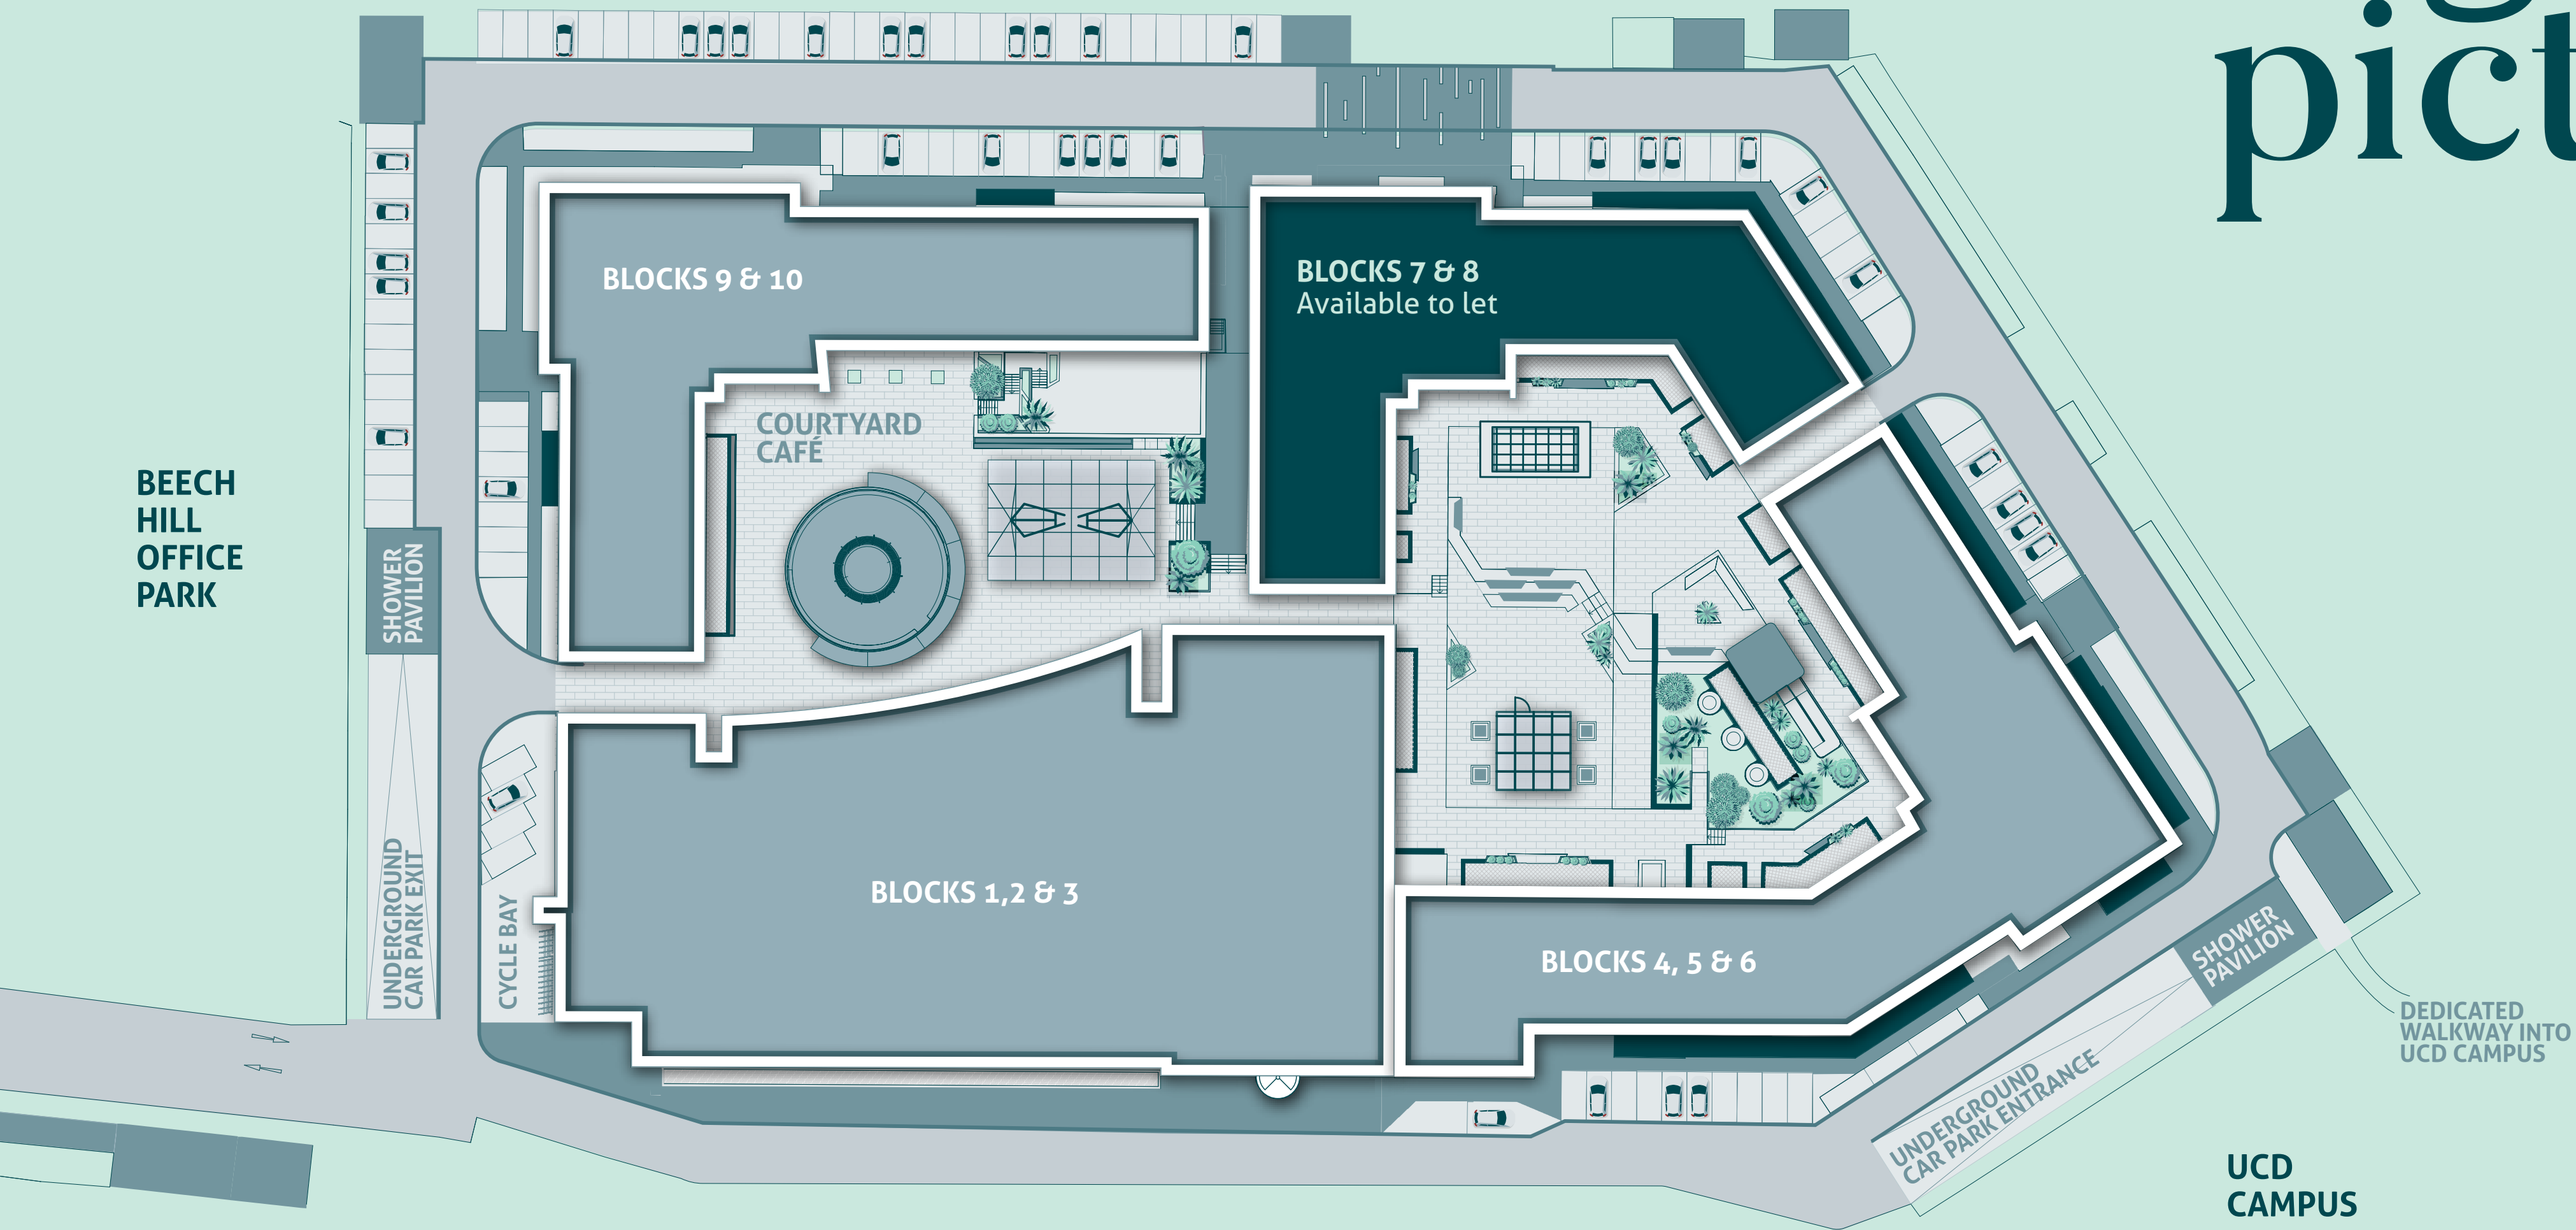 pict
BLOCKS 9 & 10
BLOCKS 7 & 8
Available to let
COURTYARD
CAFÉ
BEECH
HILL
OFFICE
PARK
SHOWER
PAVILION
UNDERGROUND
CAR PARK EXIT
CYCLE BAY
BLOCKS 1,2 & 3
BLOCKS 4, 5 & 6
SHOWER
PAVILION
DEDICATED
WALKWAY INTO
UCD CAMPUS
UNDERGROUND
CAR PARK ENTRANCE
UCD
CAMPUS